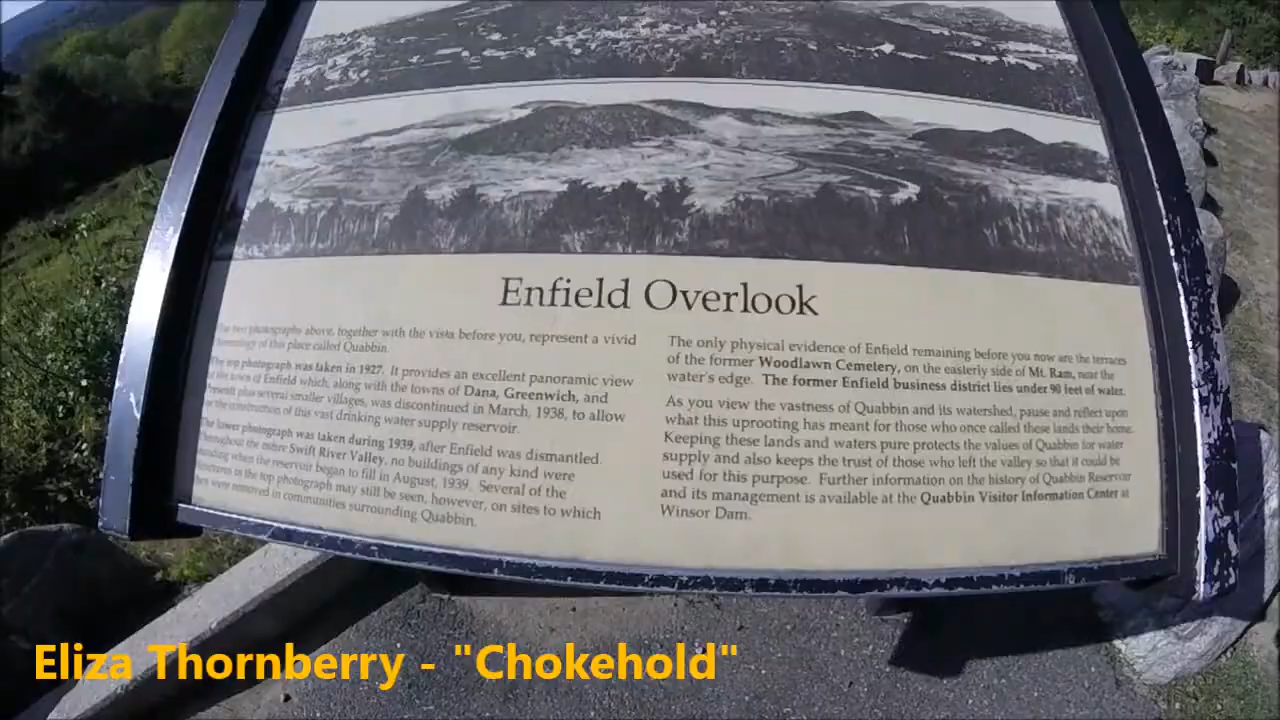 Enfield Overlook
photographs above, together with the vista before you, represent a vivid
of this place called Quabbin.
top photograph was taken in 1927. It provides an excellent panoramic view
town of Enfield which, along with the towns of Dana, Greenwich, and
plus several smaller villages, was discontinued in March, 1938, to allow
the construction of this vast drinking water supply reservoir.
lower photograph was taken during 1939, after Enfield was dismantled.
the entire Swift River Valley, no buildings of any kind were
when the reservoir began to fill in August, 1939. Several of the
in the top photograph may still be seen, however, on sites to which
they were removed in communities surrounding Quabbin.
The only physical evidence of Enfield remaining before you now are the terraces
of the former Woodlawn Cemetery, on the easterly side of Mt. Ram, near the
water's edge. The former Enfield business district lies under 90 feet of water.
As you view the vastness of Quabbin and its watershed, pause and reflect upon
what this uprooting has meant for those who once called these lands their home.
Keeping these lands and waters pure protects the values of Quabbin for water
supply and also keeps the trust of those who left the valley so that it could be
used for this purpose. Further information on the history of Quabbin Reservoir
and its management is available at the Quabbin Visitor Information Center at
Winsor Dam.
Eliza Thornberry - "Chokehold"